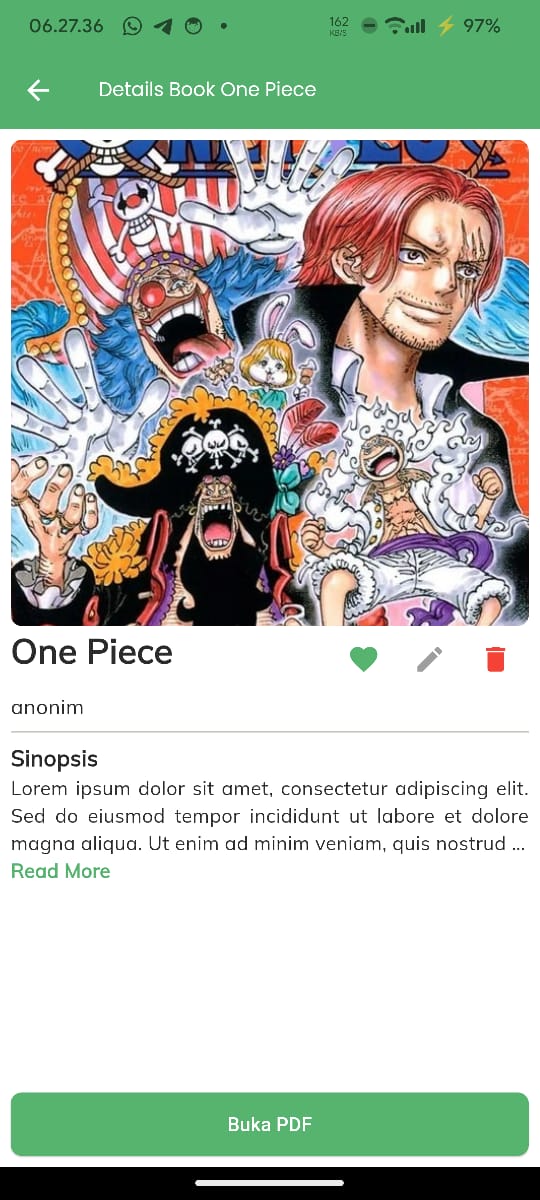 06.27.36
162
KB/S
97%
Details Book One Piece
One Piece
anonim
Sinopsis
Lorem ipsum dolor sit amet, consectetur adipiscing elit.
Sed do eiusmod tempor incididunt ut labore et dolore
magna aliqua. Ut enim ad minim veniam, quis nostrud ...
Read More
Buka PDF